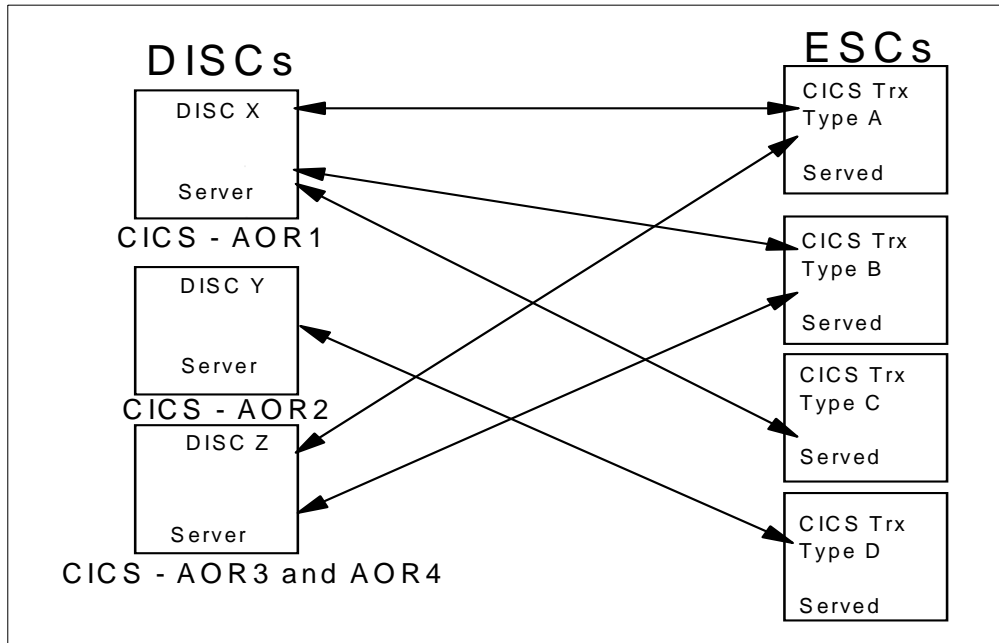 DISCs
DISC X
Server
CICS - AOR1
DISC Y
Server
CICS - AOR2
DISC Z
Server
CICS - AOR3 and AOR4
ESCs
CICS Trx
Type A
Served
CICS Trx
Type B
Served
CICS Trx
Type C
Served
CICS Trx
Type D
Served